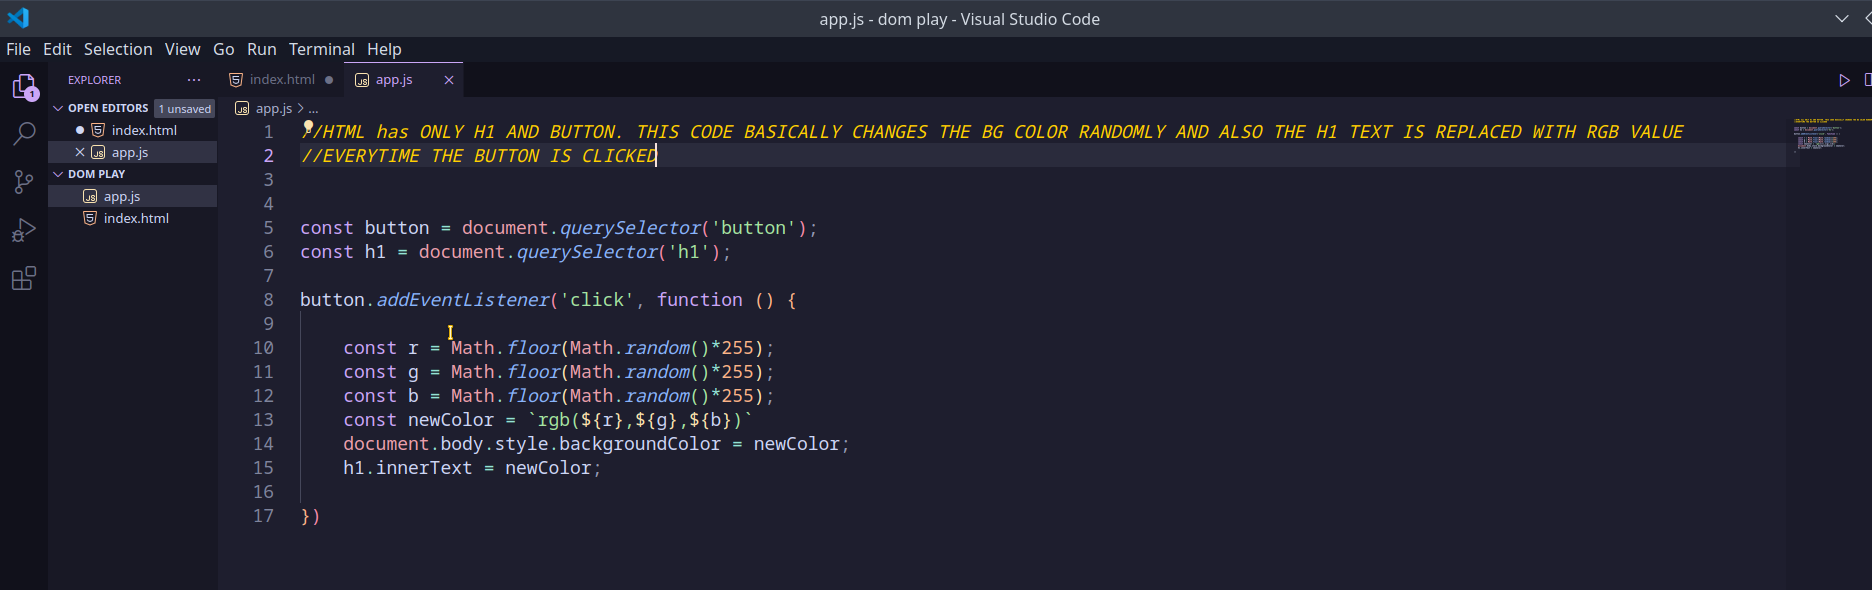 app.js - dom play - Visual Studio Code
File Edit Selection View Go Run Terminal Help
EXPLORER ...
index.html
app.js
1
OPEN EDITORS 1 unsaved
index.html
app.js
DOM PLAY
app.js
index.html
app.js > ...
1 //HTML has ONLY H1 AND BUTTON. THIS CODE BASICALLY CHANGES THE BG COLOR RANDOMLY AND ALSO THE H1 TEXT IS REPLACED WITH RGB VALUE
2 //EVERYTIME THE BUTTON IS CLICKED
3
4
5 const button = document.querySelector('button');
6 const h1 = document.querySelector('h1');
7
8 button.addEventListener('click', function () {
9
10 const r = Math.floor(Math.random()*255);
11 const g = Math.floor(Math.random()*255);
12 const b = Math.floor(Math.random()*255);
13 const newColor = `rgb(${r},${g},${b})`
14 document.body.style.backgroundColor = newColor;
15 h1.innerText = newColor;
16
17 })